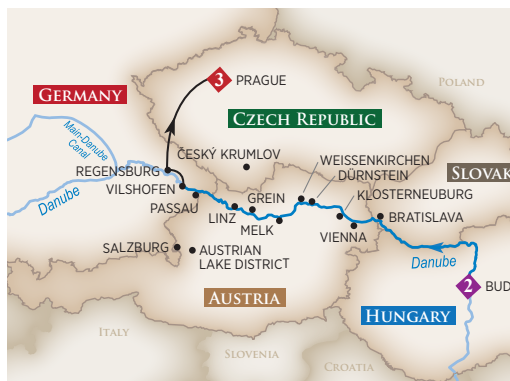 3
PRAGUE
POLAND
GERMANY
CZECH REPUBLIC
Main-Danube
Canal
ČESKÝ KRUMLOV
WEISSENKIRCHEN
DÜRNSTEIN
REGENSBURG
VILSHOFEN
SLOVAK
KLOSTERNEUBURG
Danube
PASSAU
GREIN
LINZ
BRATISLAVA
MELK
VIENNA
SALZBURG
AUSTRIAN
LAKE DISTRICT
Danube
2
BUD
AUSTRIA
HUNGARY
ITALY
SLOVENIA
CROATIA